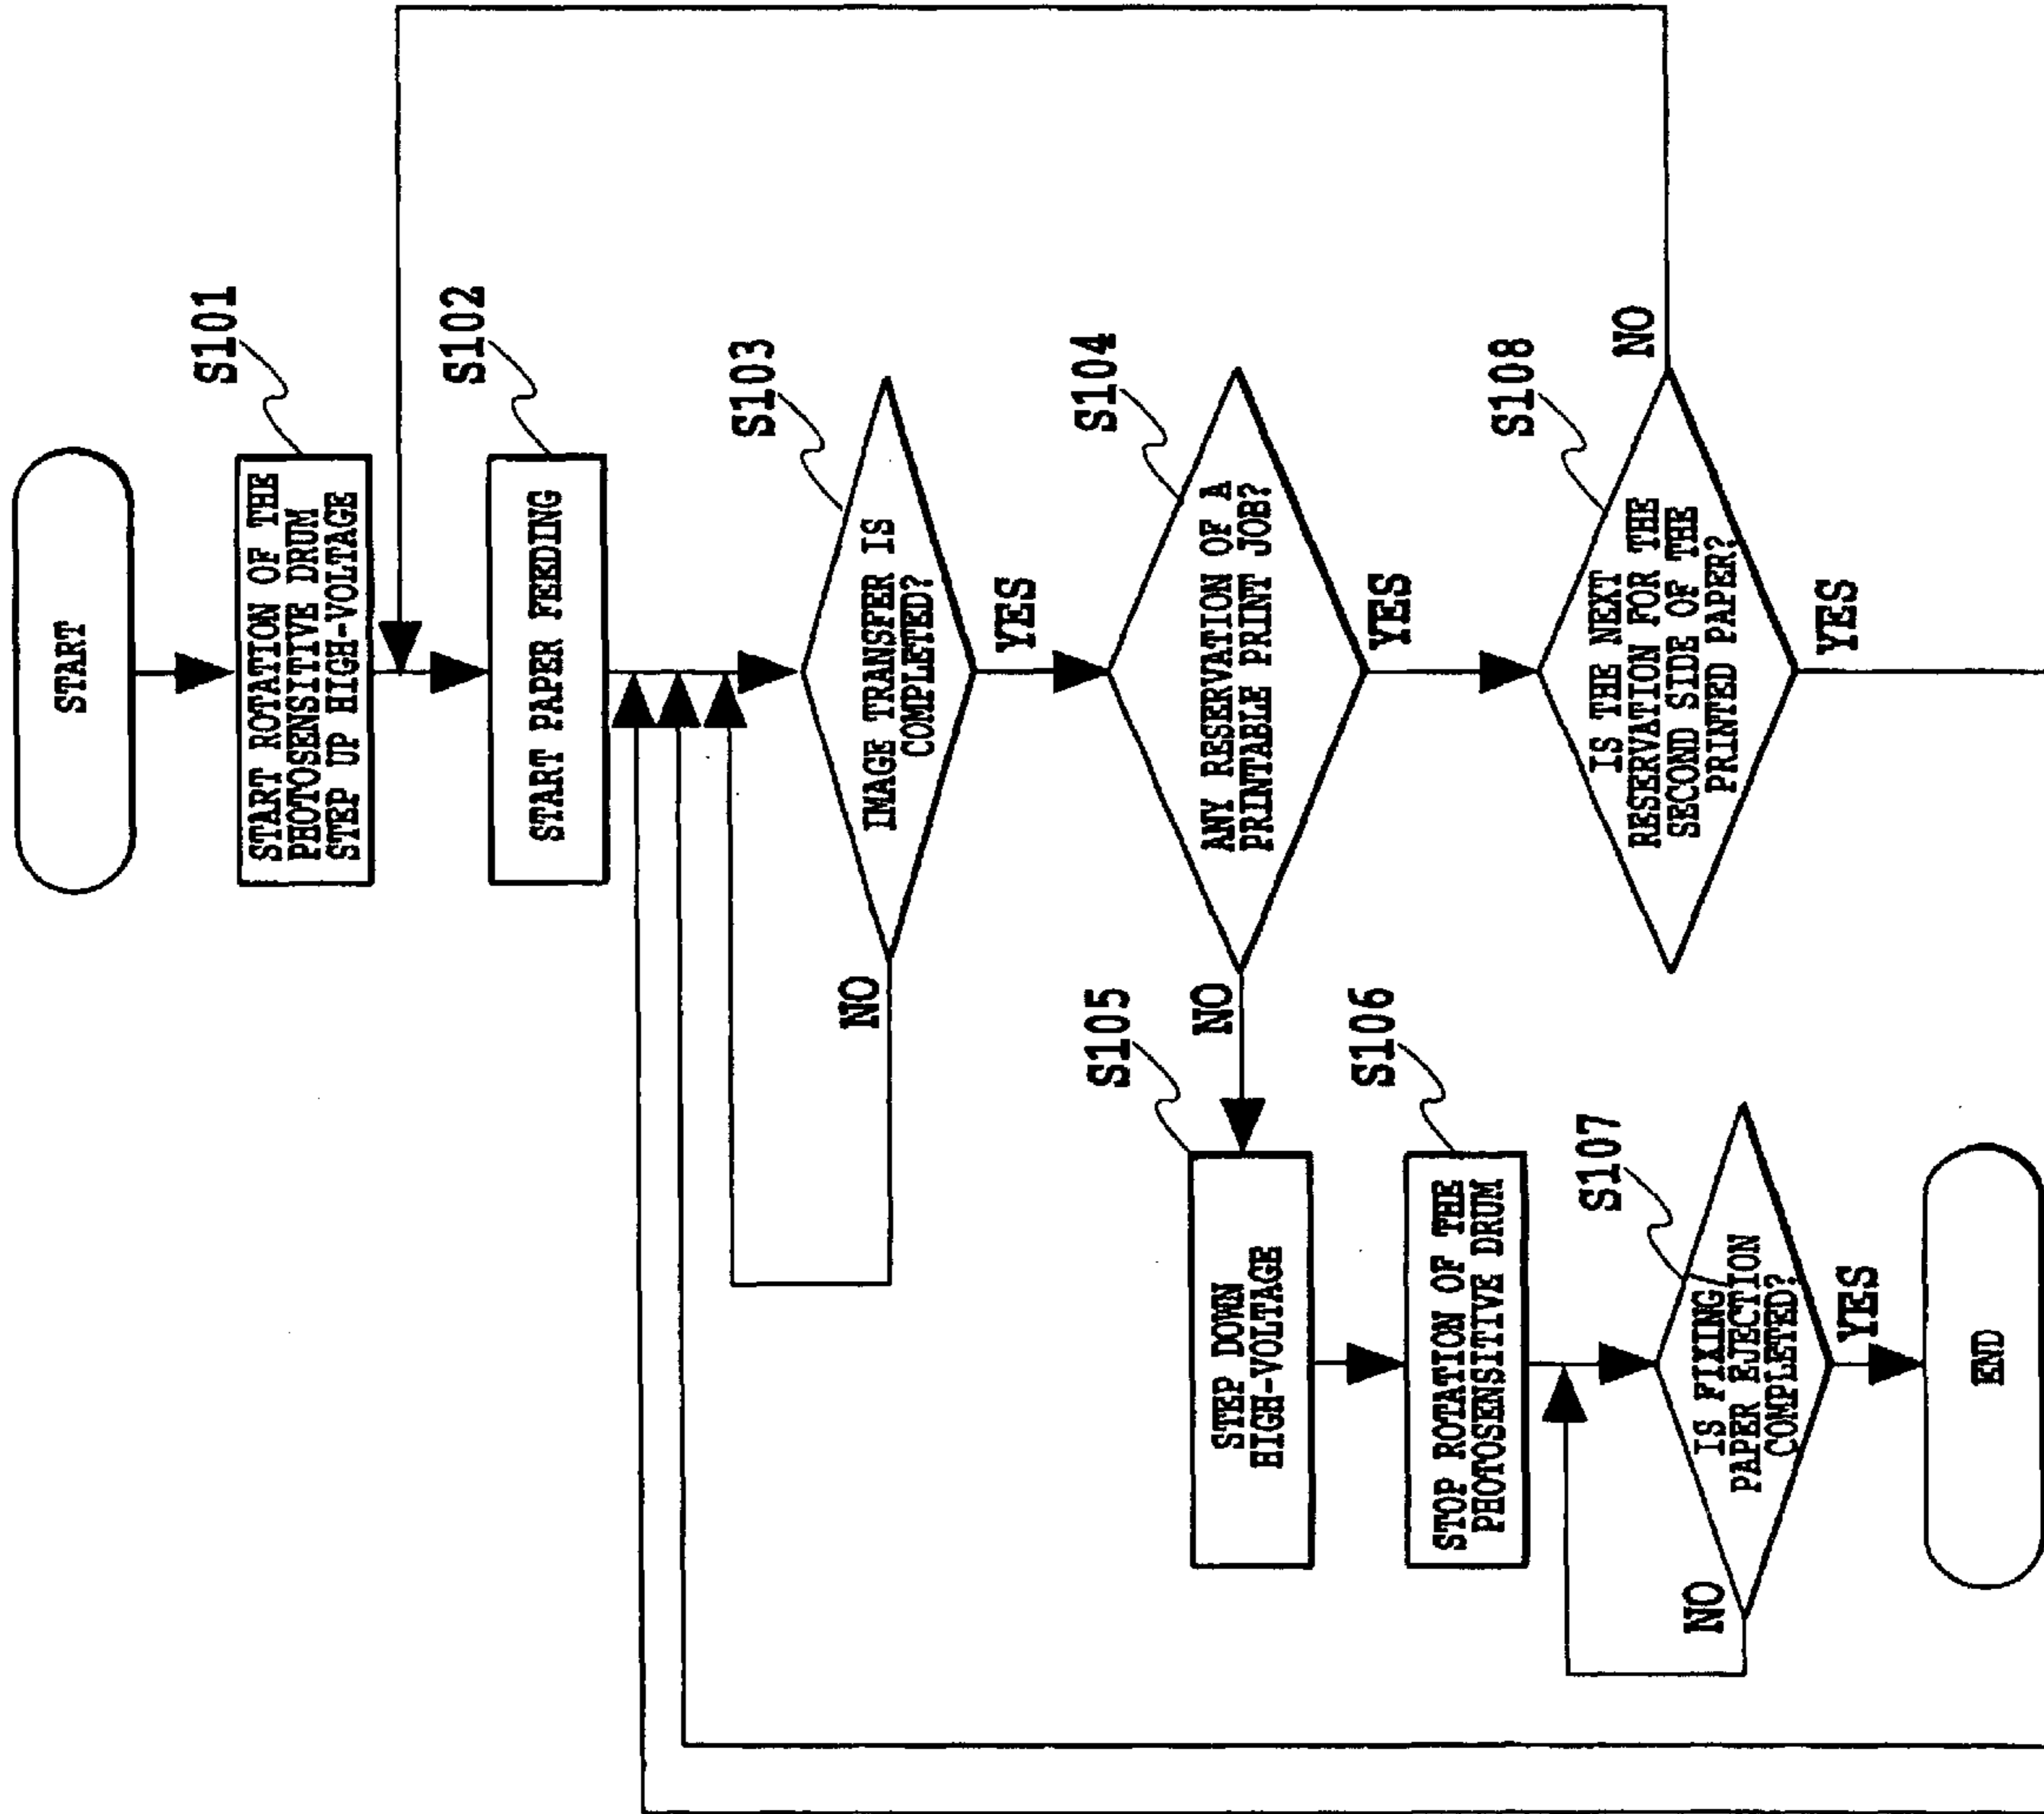 START
S101
START ROTATION OF THE
PHOTOSENSITIVE DRUM
STEP UP HIGH-VOLTAGE
S102
START PAPER FEEDING
S103
IMAGE TRANSFER IS
COMPLETED?
NO
YES
S104
ANY RESERVATION OF A
PRINTABLE PRINT JOB?
NO
YES
S105
STEP DOWN
HIGH-VOLTAGE
S106
STOP ROTATION OF THE
PHOTOSENSITIVE DRUM
S107
IS FIXING
PAPER EJECTION
COMPLETED?
NO
YES
END
S108
IS THE NEXT
RESERVATION FOR THE
SECOND SIDE OF THE
PRINTED PAPER?
NO
YES